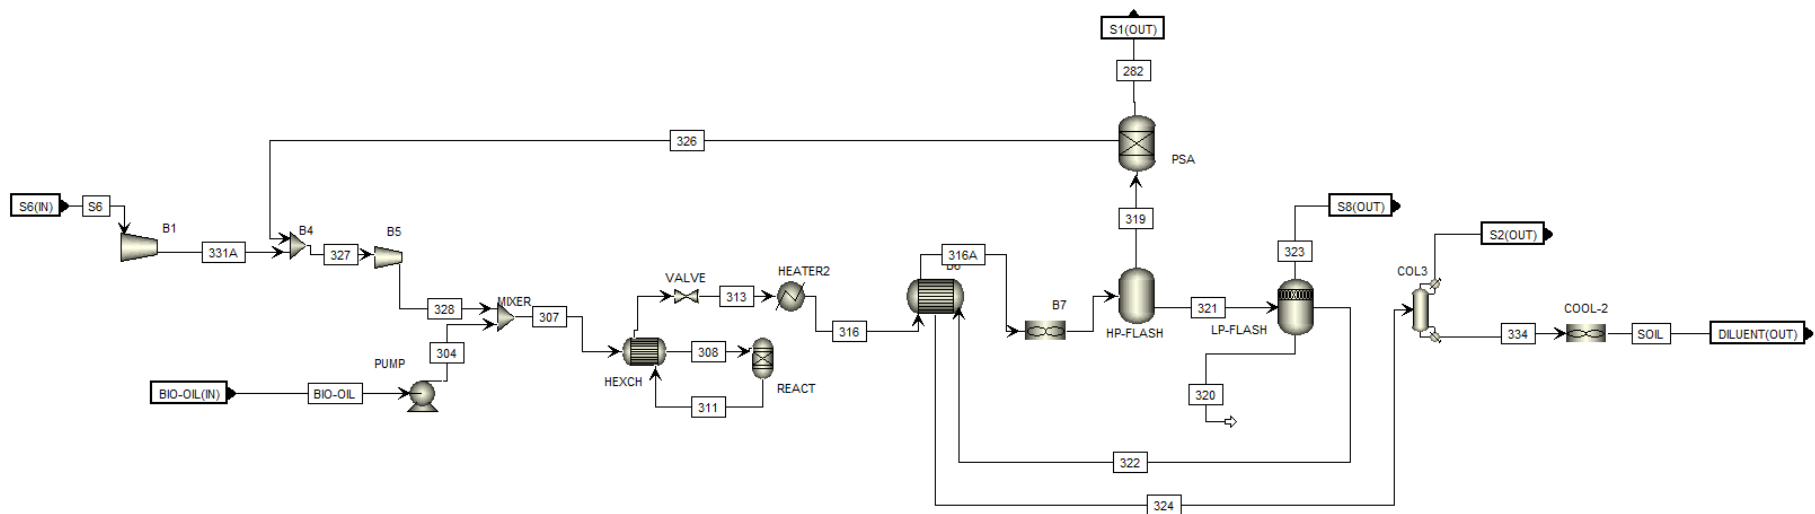 S1(OUT)
282
326
PSA
S6(IN)
S6
B1
319
S8(OUT)
331A
B4
327
B5
323
S2(OUT)
316A
VALVE
313
HEATER2
COL3
328
MIXER
307
316
B7
HP-FLASH
321
LP-FLASH
COOL-2
304
334
SOIL
DILUENT(OUT)
PUMP
308
HEXCH
REACT
BIO-OIL(IN)
BIO-OIL
311
320
322
324